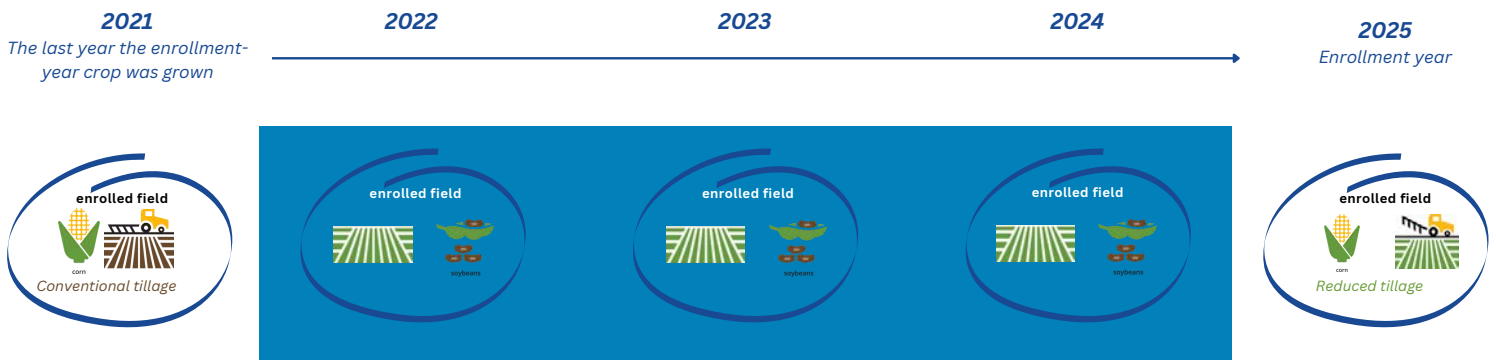 2021
The last year the enrollment-
year crop was grown
2022
2023
2024
2025
Enrollment year
enrolled field
corn
Conventional tillage
enrolled field
soybeans
enrolled field
soybeans
enrolled field
soybeans
enrolled field
corn
Reduced tillage